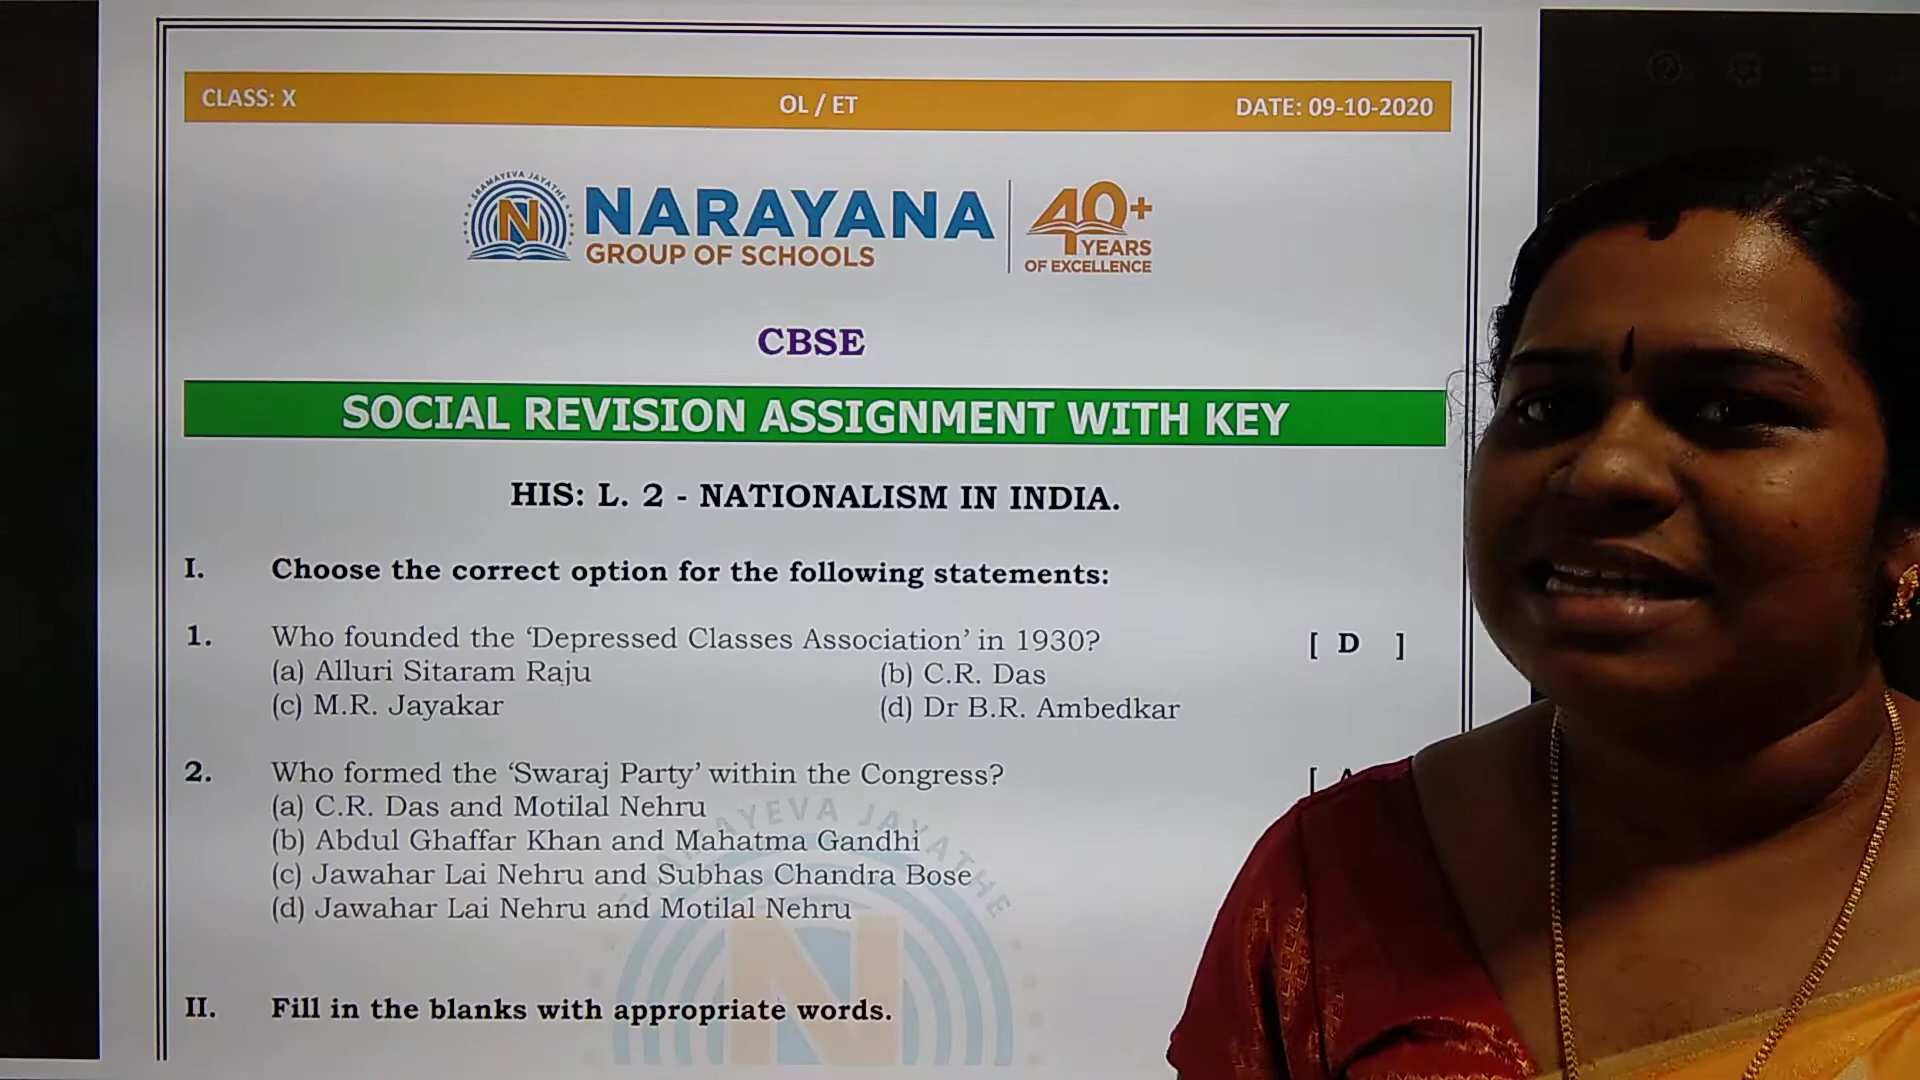 CLASS: X OL / ET DATE: 09-10-2020
SRAMAYEVA JAYATHE
N NARAYANA 40+
GROUP OF SCHOOLS YEARS
OF EXCELLENCE
CBSE
SOCIAL REVISION ASSIGNMENT WITH KEY
HIS: L. 2 - NATIONALISM IN INDIA.
I. Choose the correct option for the following statements:
1. Who founded the ‘Depressed Classes Association’ in 1930? [ D ]
(a) Alluri Sitaram Raju (b) C.R. Das
(c) M.R. Jayakar (d) Dr B.R. Ambedkar
2. Who formed the ‘Swaraj Party’ within the Congress? [ A
(a) C.R. Das and Motilal Nehru
(b) Abdul Ghaffar Khan and Mahatma Gandhi
(c) Jawahar Lai Nehru and Subhas Chandra Bose
(d) Jawahar Lai Nehru and Motilal Nehru
II. Fill in the blanks with appropriate words.